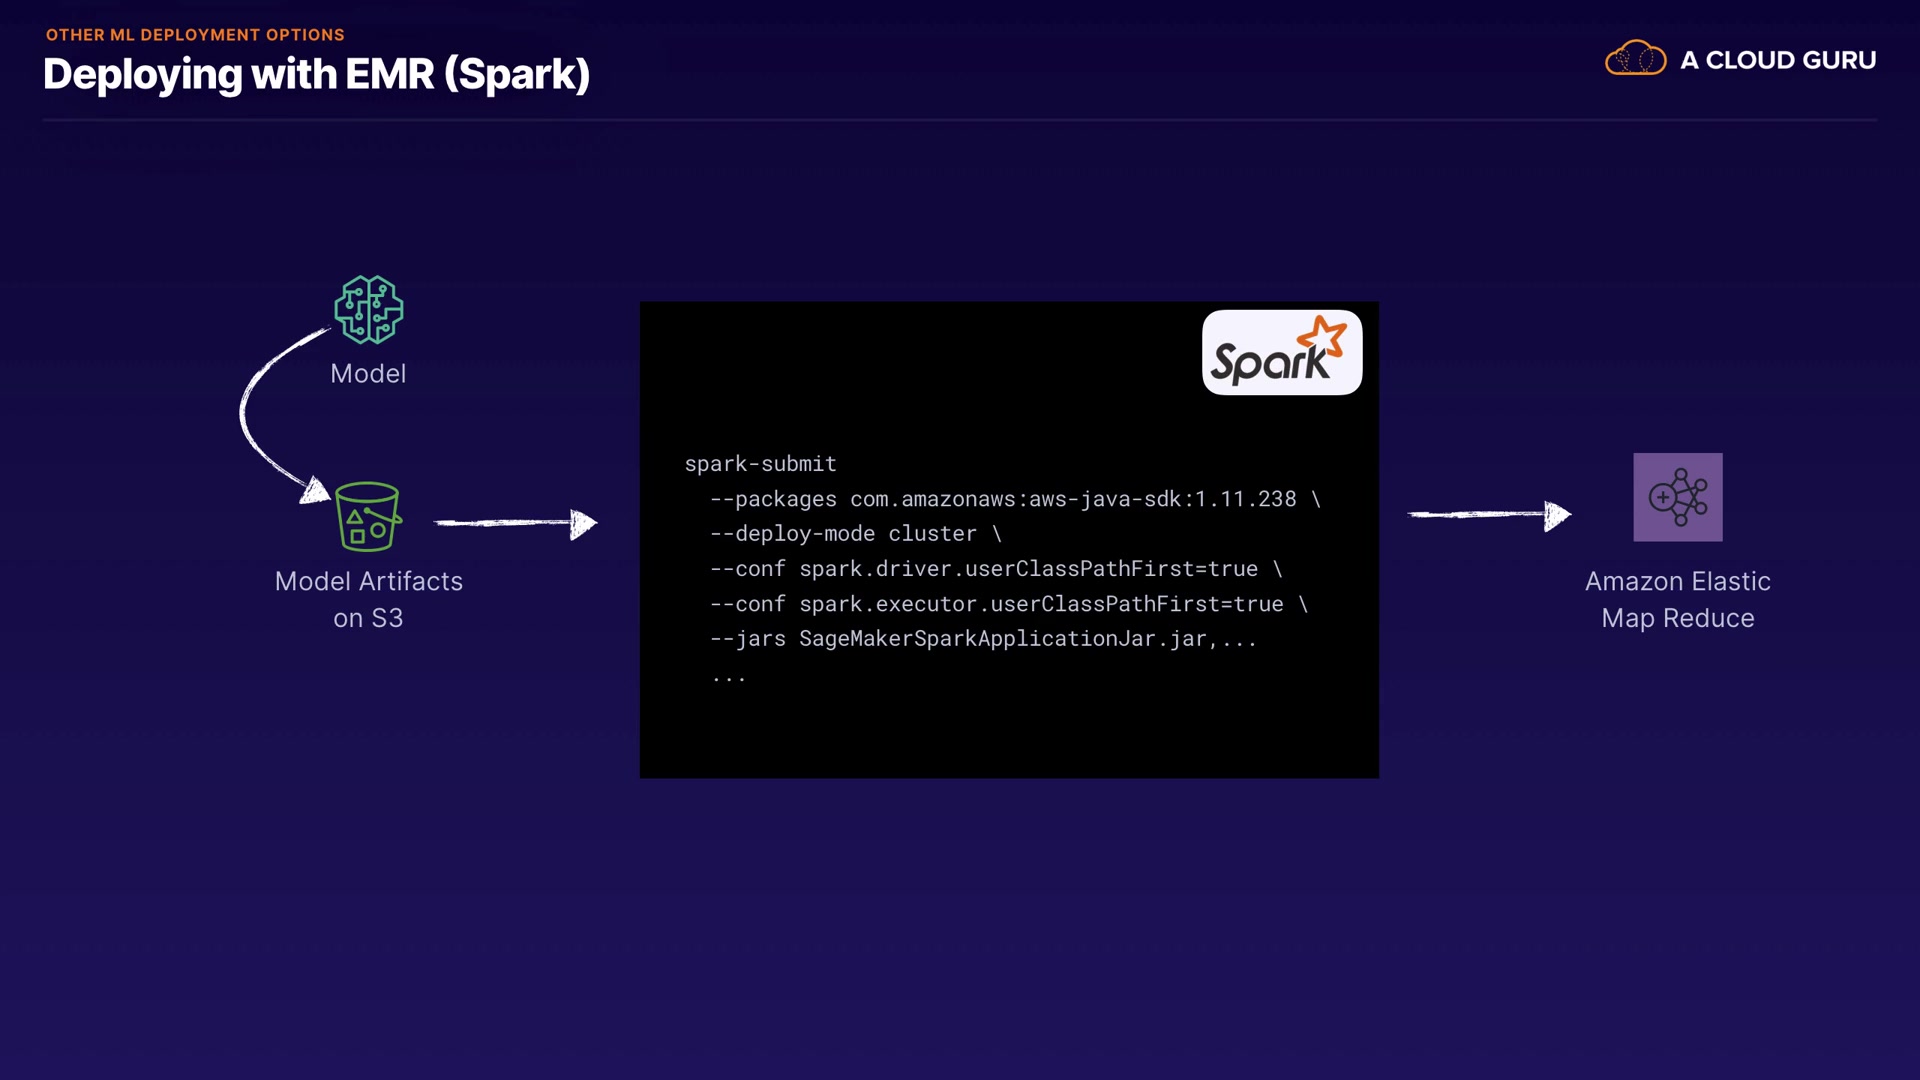 OTHER ML DEPLOYMENT OPTIONS
Deploying with EMR (Spark)
A CLOUD GURU
Model
Model Artifacts
on S3
Spark
spark-submit
--packages com.amazonaws:aws-java-sdk:1.11.238 \
--deploy-mode cluster \
--conf spark.driver.userClassPathFirst=true \
--conf spark.executor.userClassPathFirst=true \
--jars SageMakerSparkApplicationJar.jar,...
...
Amazon Elastic
Map Reduce